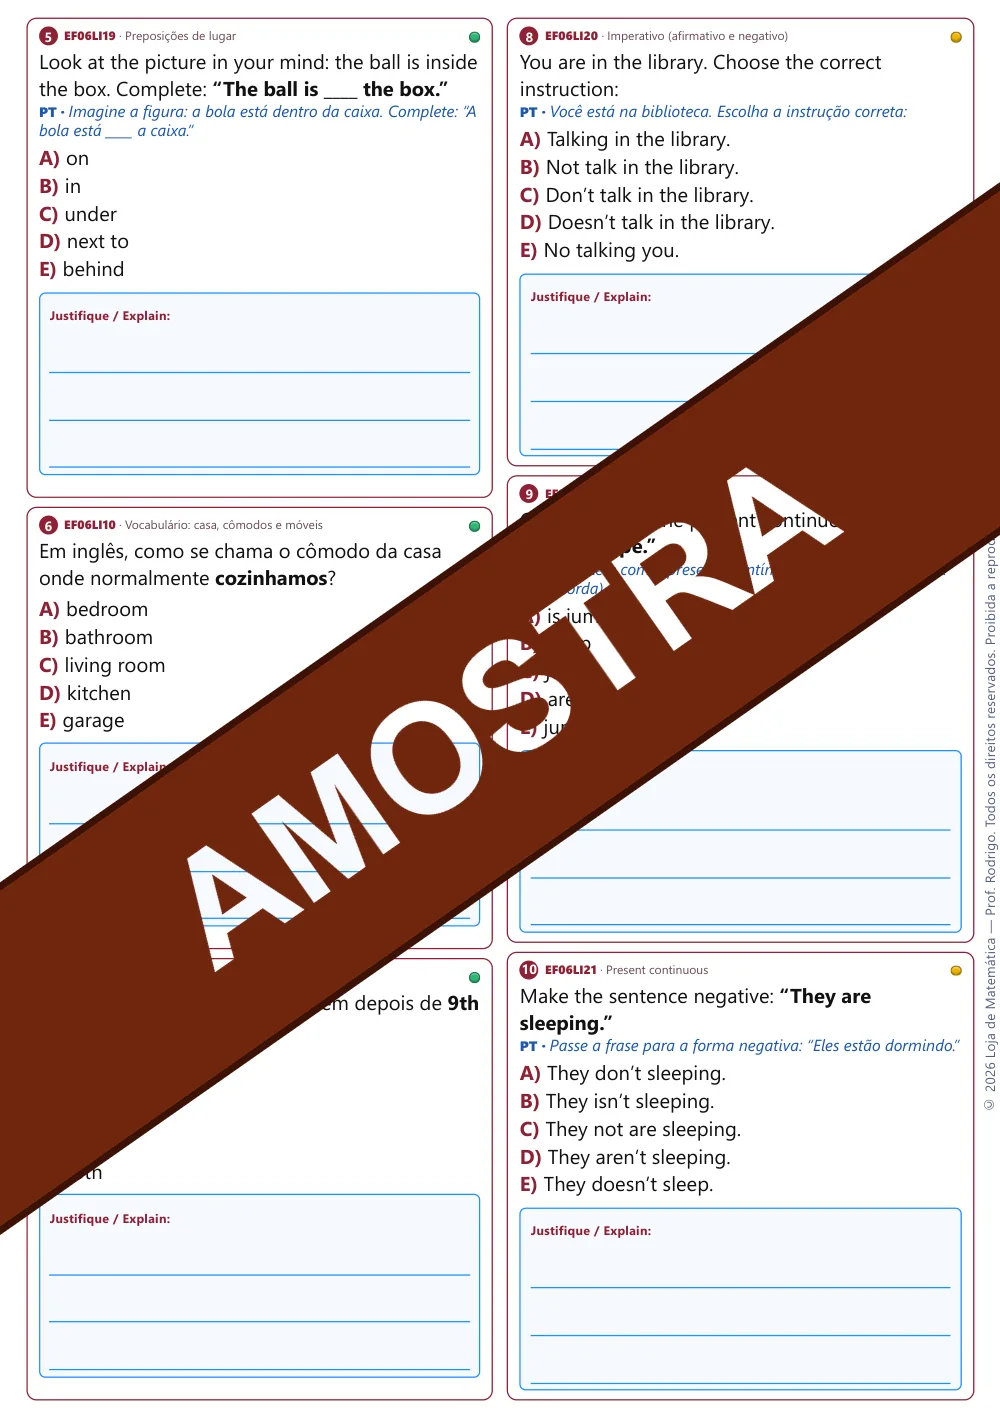 5 EF06LI19 · Preposições de lugar
Look at the picture in your mind: the ball is inside
the box. Complete: “The ball is ____ the box.”
PT · Imagine a figura: a bola está dentro da caixa. Complete: “A
bola está ____ a caixa.”
A) on
B) in
C) under
D) next to
E) behind
Justifique / Explain:
6 EF06LI10 · Vocabulário: casa, cômodos e móveis
Em inglês, como se chama o cômodo da casa
onde normalmente cozinhamos?
A) bedroom
B) bathroom
C) living room
D) kitchen
E) garage
Justifique / Explain
depois de 9th
Justifique / Explain:
8 EF06LI20 · Imperativo (afirmativo e negativo)
You are in the library. Choose the correct
instruction:
PT · Você está na biblioteca. Escolha a instrução correta:
A) Talking in the library.
B) Not talk in the library.
C) Don’t talk in the library.
D) Doesn’t talk in the library.
E) No talking you.
Justifique / Explain:
9
is
are
10 EF06LI21 · Present continuous
Make the sentence negative: “They are
sleeping.”
PT · Passe a frase para a forma negativa: “Eles estão dormindo.”
A) They don’t sleeping.
B) They isn’t sleeping.
C) They not are sleeping.
D) They aren’t sleeping.
E) They doesn’t sleep.
Justifique / Explain:
AMOSTRA
© 2026 Loja de Matemática — Prof. Rodrigo. Todos os direitos reservados. Proibida a